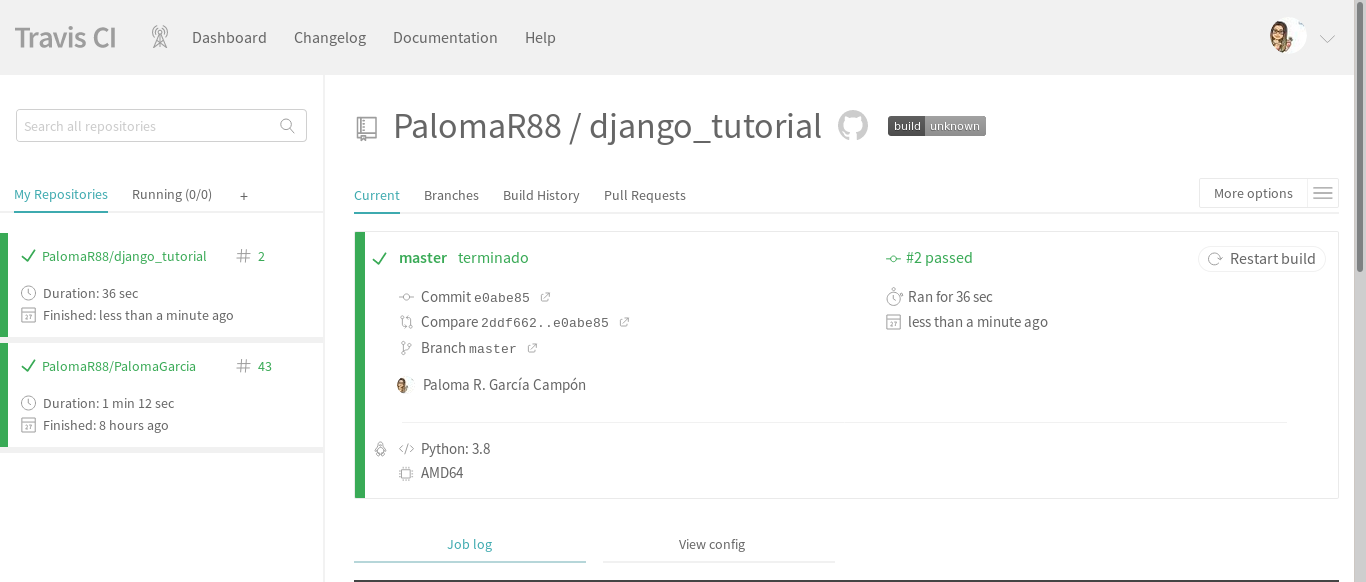 Travis CI
Dashboard
Changelog
Documentation
Help
Search all repositories
My Repositories
Running (0/0)
+
PalomaR88/django_tutorial
# 2
Duration: 36 sec
27
Finished: less than a minute ago
PalomaR88/PalomaGarcia
# 43
Duration: 1 min 12 sec
27
Finished: 8 hours ago
PalomaR88 / django_tutorial
build unknown
Current
Branches
Build History
Pull Requests
More options
master terminado
#2 passed
Restart build
Commit e0abe85
Ran for 36 sec
Compare 2ddf662..e0abe85
27
less than a minute ago
Branch master
Paloma R. García Campón
</> Python: 3.8
AMD64
Job log
View config